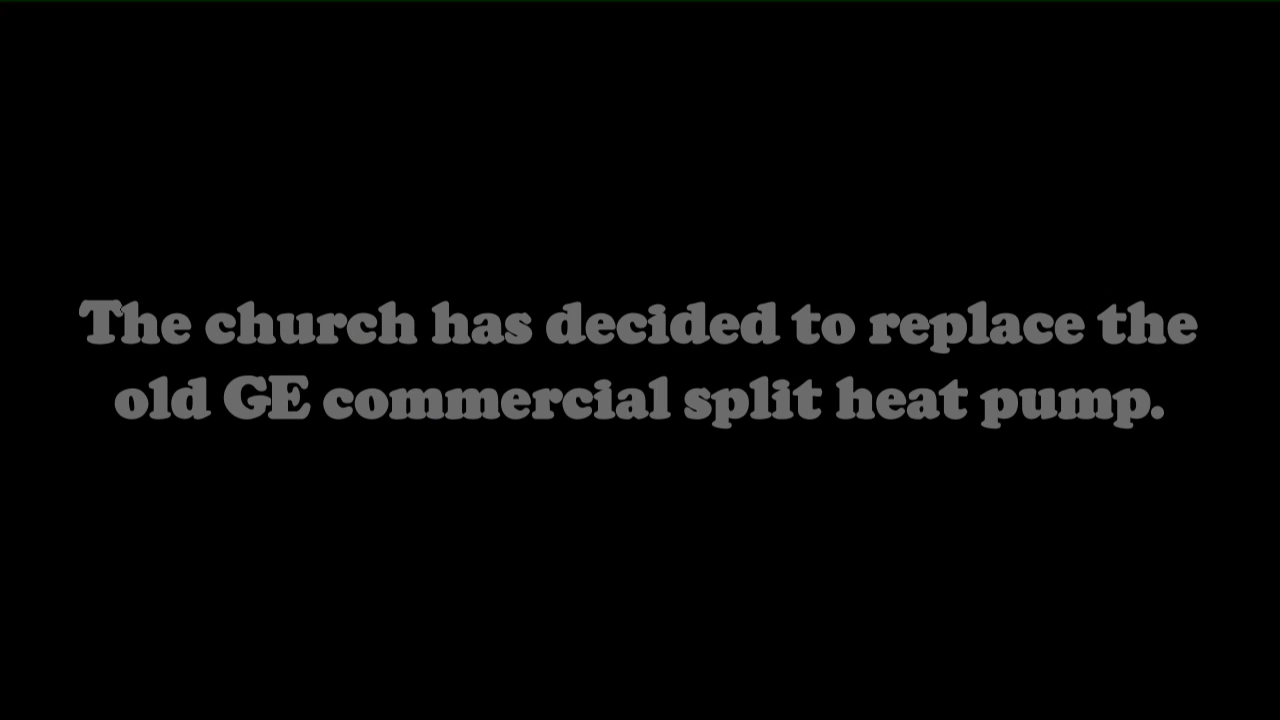 The church has decided to replace the
old GE commercial split heat pump.